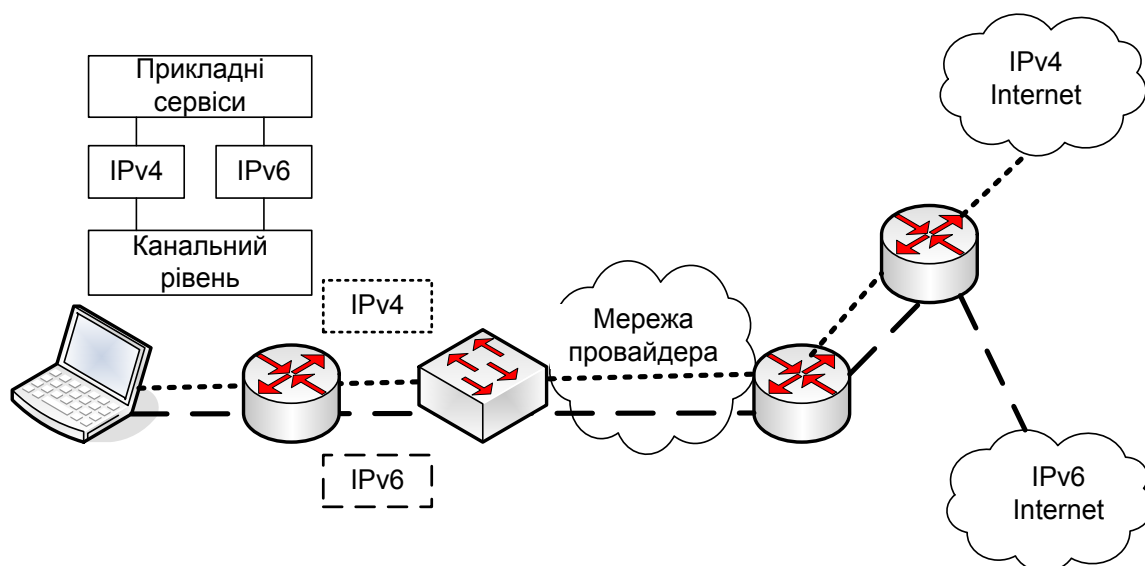 Прикладні
сервіси
IPv4
IPv6
Канальний
рівень
IPv4
IPv6
Мережа
провайдера
IPv4
Internet
IPv6
Internet